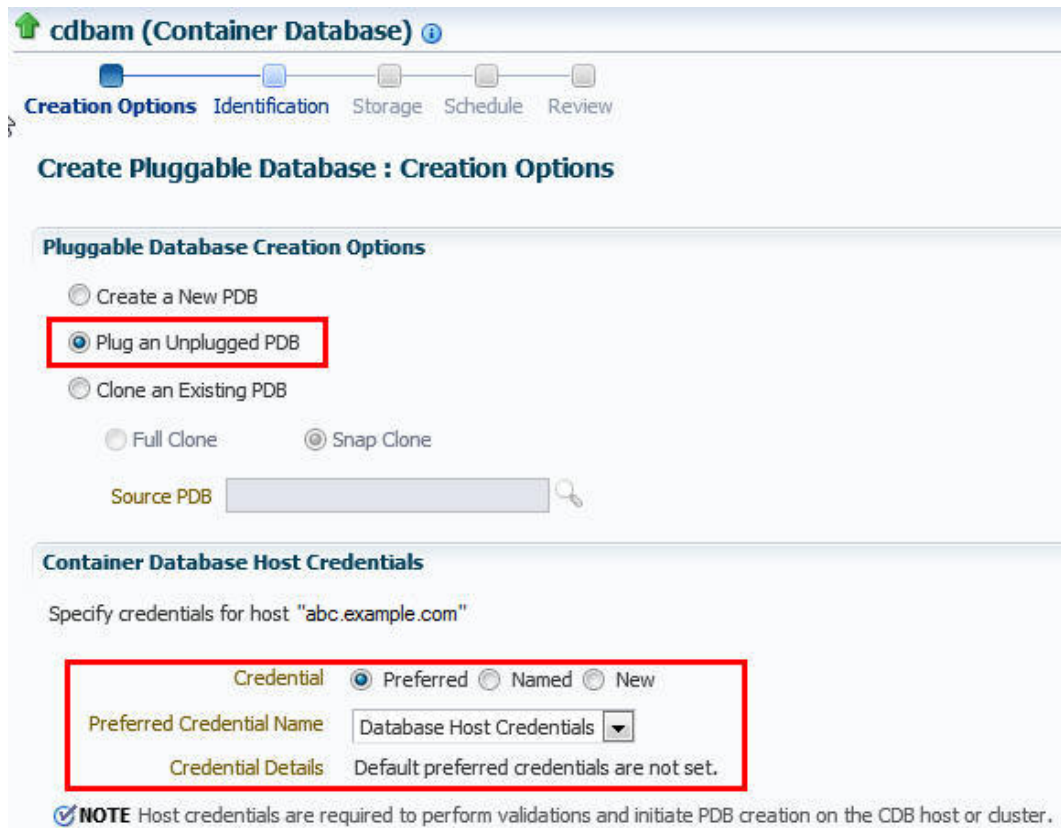 cdbam (Container Database)
Creation Options Identification Storage Schedule Review
Create Pluggable Database : Creation Options
Pluggable Database Creation Options
Create a New PDB
Plug an Unplugged PDB
Clone an Existing PDB
Full Clone Snap Clone
Source PDB
Container Database Host Credentials
Specify credentials for host "abc.example.com"
Credential Preferred Named New
Preferred Credential Name Database Host Credentials
Credential Details Default preferred credentials are not set.
NOTE Host credentials are required to perform validations and initiate PDB creation on the CDB host or cluster.